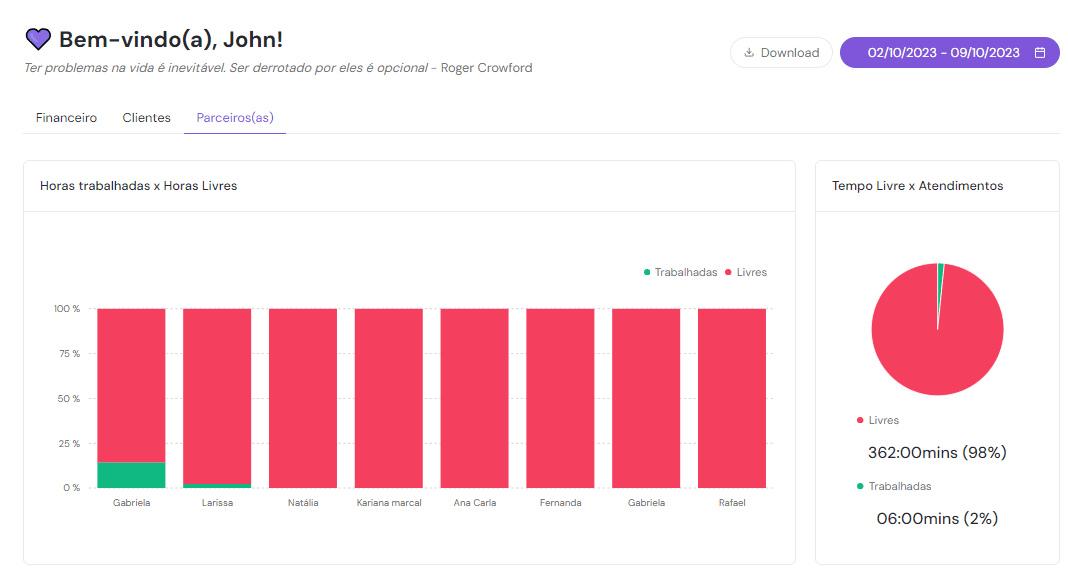 Bem-vindo(a), John!
Ter problemas na vida é inevitável. Ser derrotado por eles é opcional - Roger Crowford
Download
02/10/2023 - 09/10/2023
Financeiro Clientes Parceiros(as)
Horas trabalhadas x Horas Livres
Trabalhadas Livres
100 %
75 %
50 %
25 %
0 %
Gabriela Larissa Natália Kariana marcal Ana Carla Fernanda Gabriela Rafael
Tempo Livre x Atendimentos
Livres
362:00mins (98%)
Trabalhadas
06:00mins (2%)